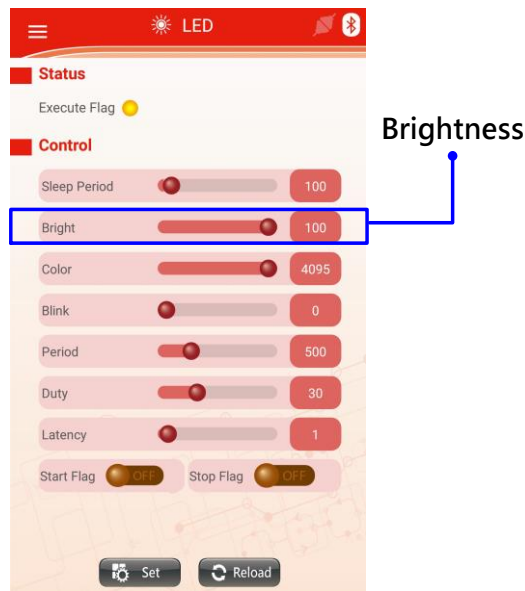 LED
Status
Execute Flag
Brightness
Control
Sleep Period 100
Bright 100
Color 4095
Blink 0
Period 500
Duty 30
Latency 1
Start Flag OFF Stop Flag OFF
Set Reload